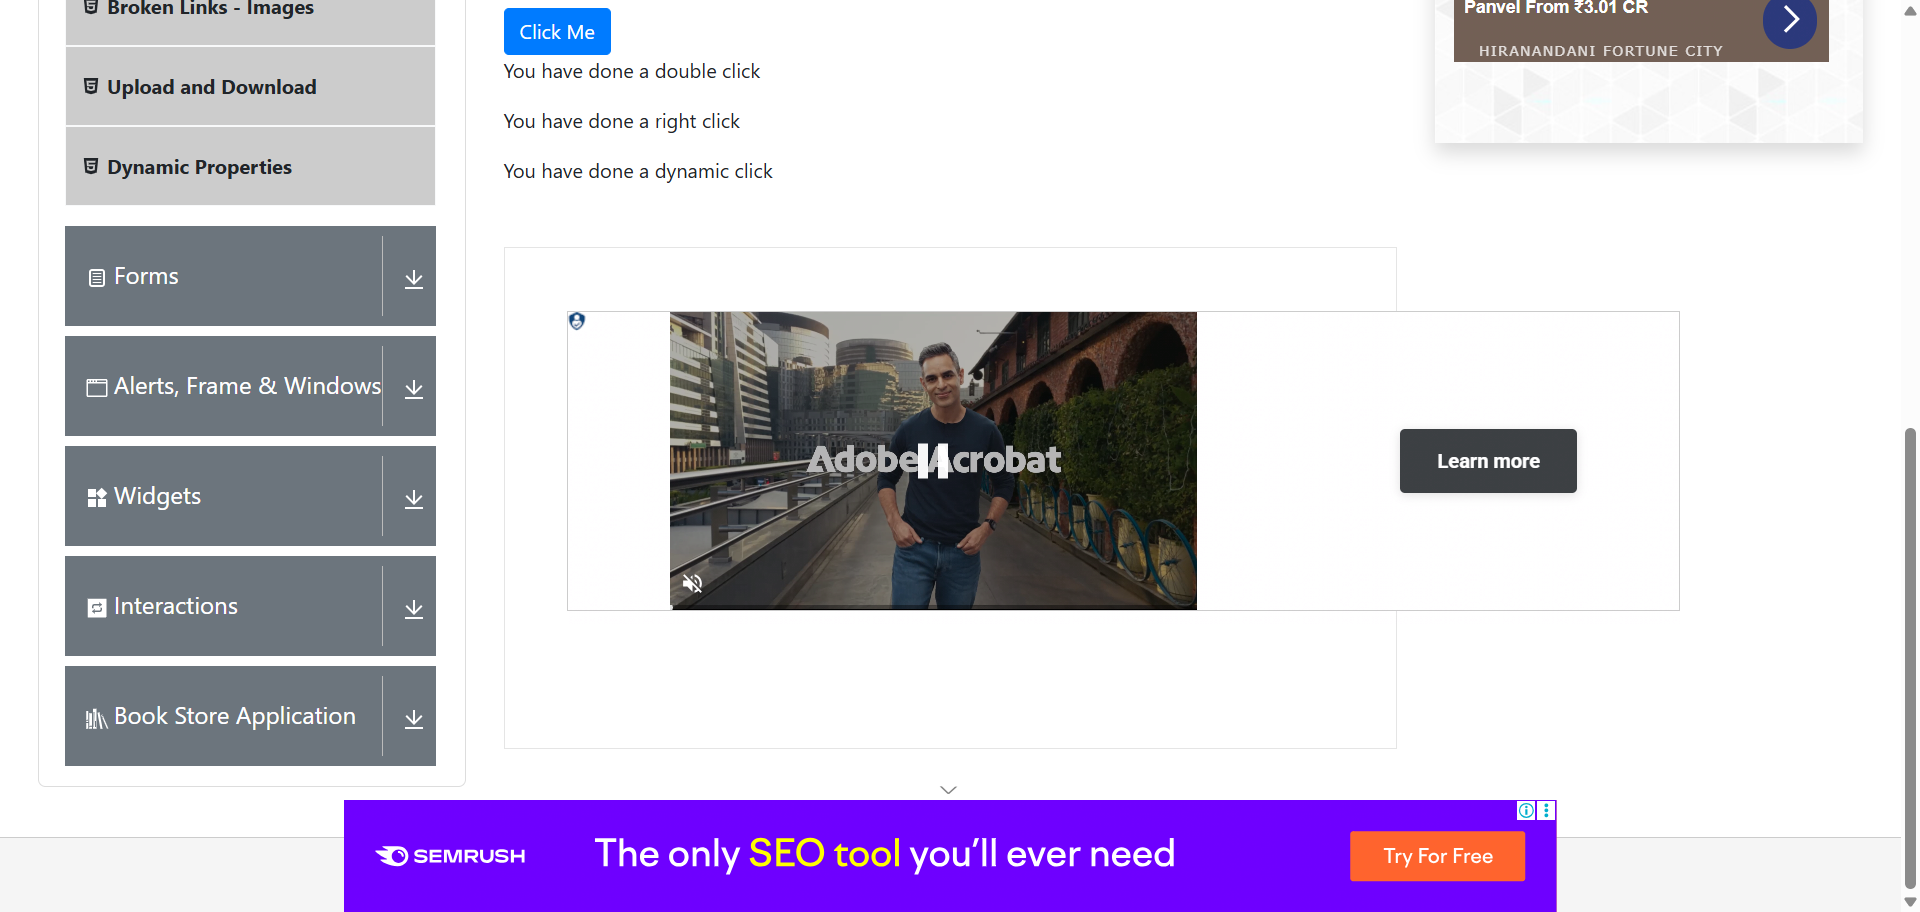 Broken Links - Images
Upload and Download
Dynamic Properties
Forms
Alerts, Frame & Windows
Widgets
Interactions
Book Store Application
Click Me
You have done a double click
You have done a right click
You have done a dynamic click
Panvel From ₹3.01 CR
HIRANANDANI FORTUNE CITY
Adobe Acrobat
Learn more
SEMRUSH
The only SEO tool you'll ever need
Try For Free